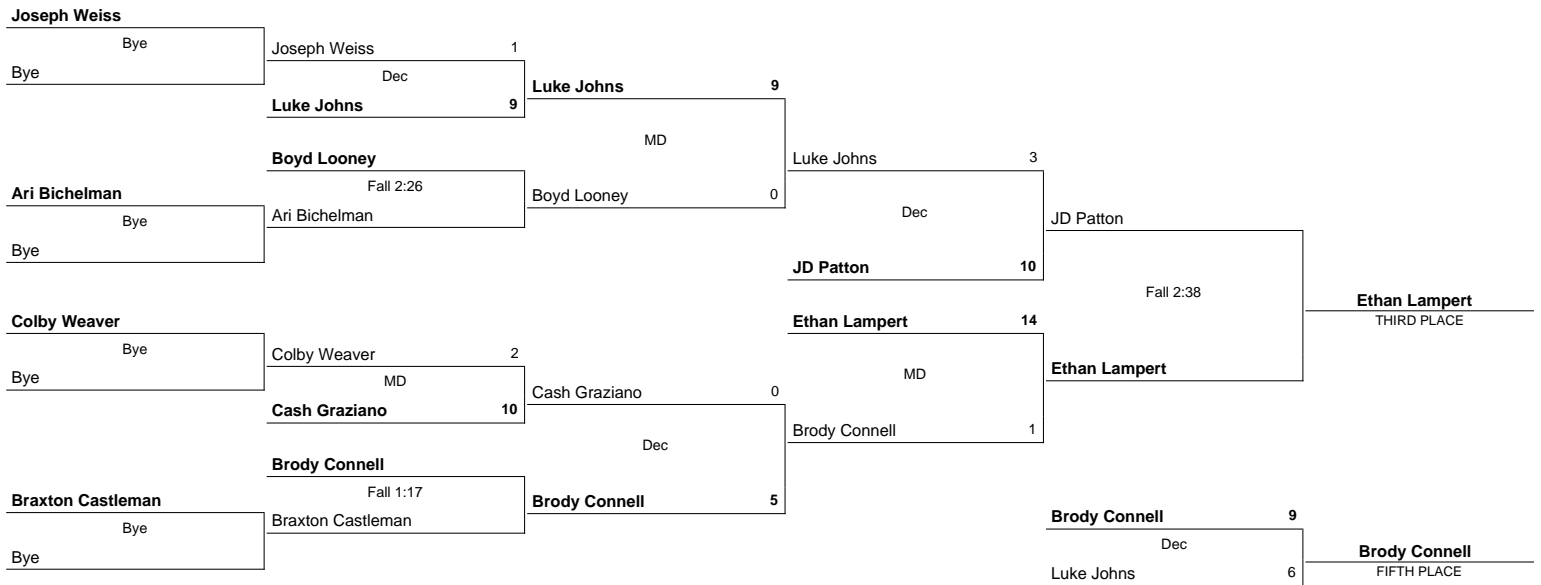 Joseph Weiss
Bye
Bye
Joseph Weiss 1
Dec
Luke Johns 9
Luke Johns 9
MD
Boyd Looney 0
Boyd Looney
Fall 2:26
Ari Bichelman
Ari Bichelman
Bye
Bye
Luke Johns 3
Dec
JD Patton 10
JD Patton
Fall 2:38
Ethan Lampert
Ethan Lampert
THIRD PLACE
Colby Weaver
Bye
Bye
Colby Weaver 2
MD
Cash Graziano 10
Cash Graziano 0
Dec
Brody Connell 5
Brody Connell
Fall 1:17
Braxton Castleman
Braxton Castleman
Bye
Bye
Ethan Lampert 14
MD
Brody Connell 1
Brody Connell 9
Dec
Luke Johns 6
Brody Connell
FIFTH PLACE